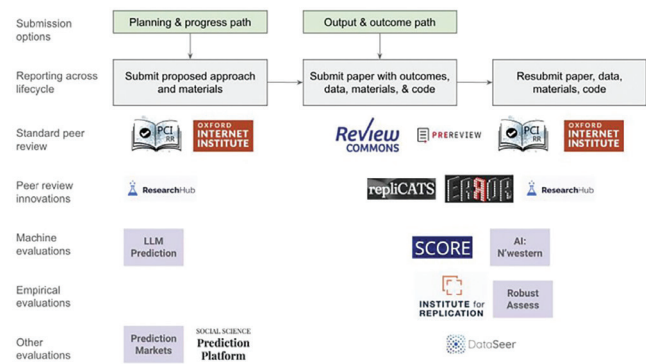 Submission
options
Planning & progress path
Output & outcome path
Reporting across
lifecycle
Submit proposed approach
and materials
Submit paper with outcomes,
data, materials, & code
Resubmit paper, data,
materials, code
Standard peer
review
PCI
RR
OXFORD
INTERNET
INSTITUTE
Review
COMMONS
PREREVIEW
PCI
RR
OXFORD
INTERNET
INSTITUTE
Peer review
innovations
ResearchHub
repliCATS
ERROR
ResearchHub
Machine
evaluations
LLM
Prediction
SCORE
AI:
N'western
Empirical
evaluations
INSTITUTE for
REPLICATION
Robust
Assess
Other
evaluations
Prediction
Markets
SOCIAL SCIENCE
Prediction
Platform
DataSeer